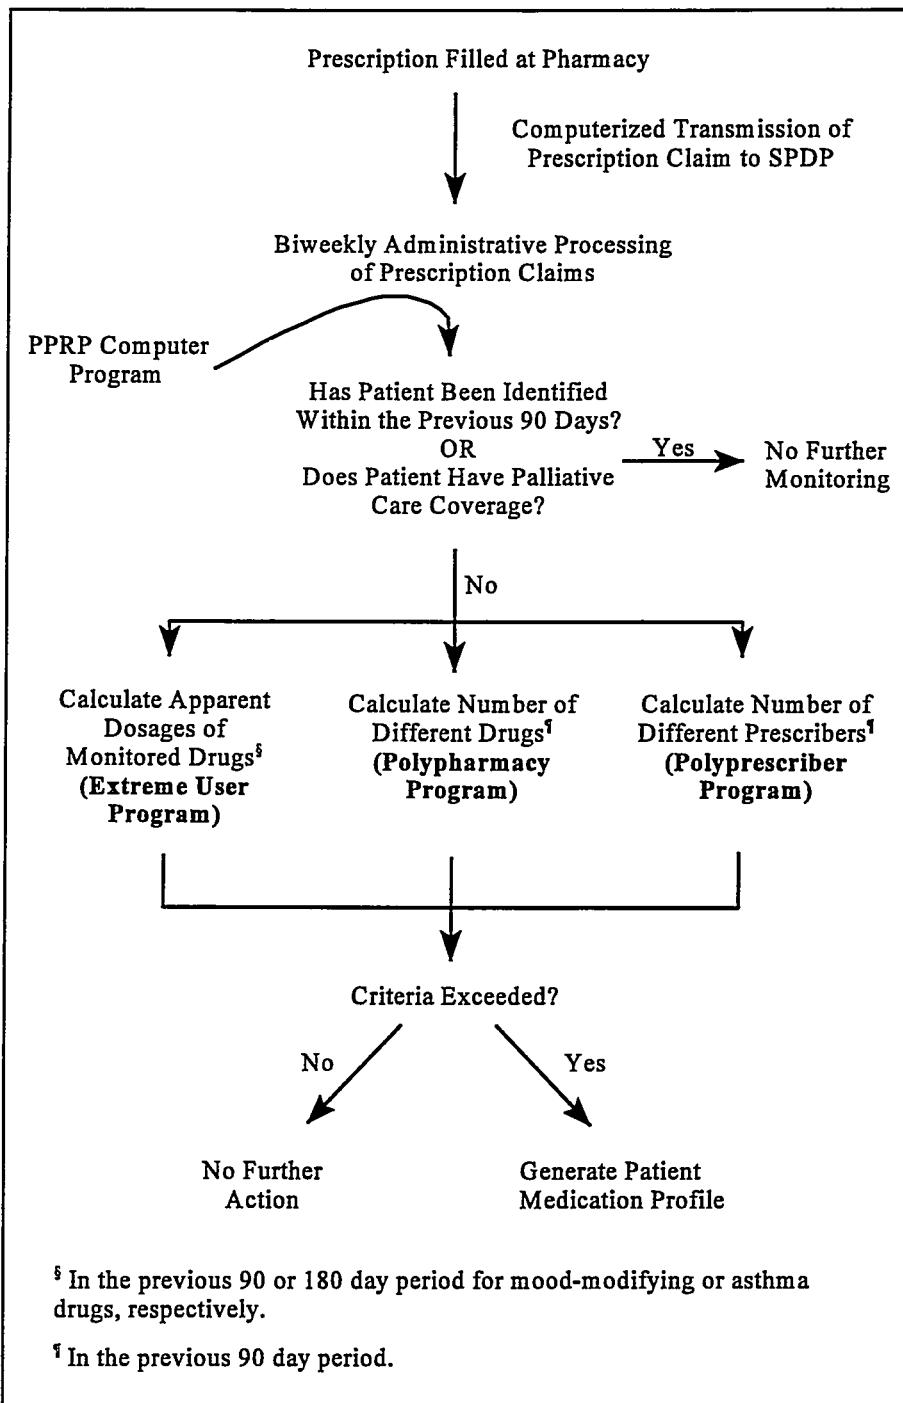 Prescription Filled at Pharmacy
Computerized Transmission of
Prescription Claim to SPDP
Biweekly Administrative Processing
of Prescription Claims
PPRP Computer
Program
Has Patient Been Identified
Within the Previous 90 Days?
OR
Does Patient Have Palliative
Care Coverage?
Yes
No Further
Monitoring
No
Calculate Apparent
Dosages of
Monitored Drugs§
(Extreme User
Program)
Calculate Number of
Different Drugs¶
(Polypharmacy
Program)
Calculate Number of
Different Prescribers¶
(Polyprescriber
Program)
Criteria Exceeded?
No
Yes
No Further
Action
Generate Patient
Medication Profile
§ In the previous 90 or 180 day period for mood-modifying or asthma
drugs, respectively.
¶ In the previous 90 day period.